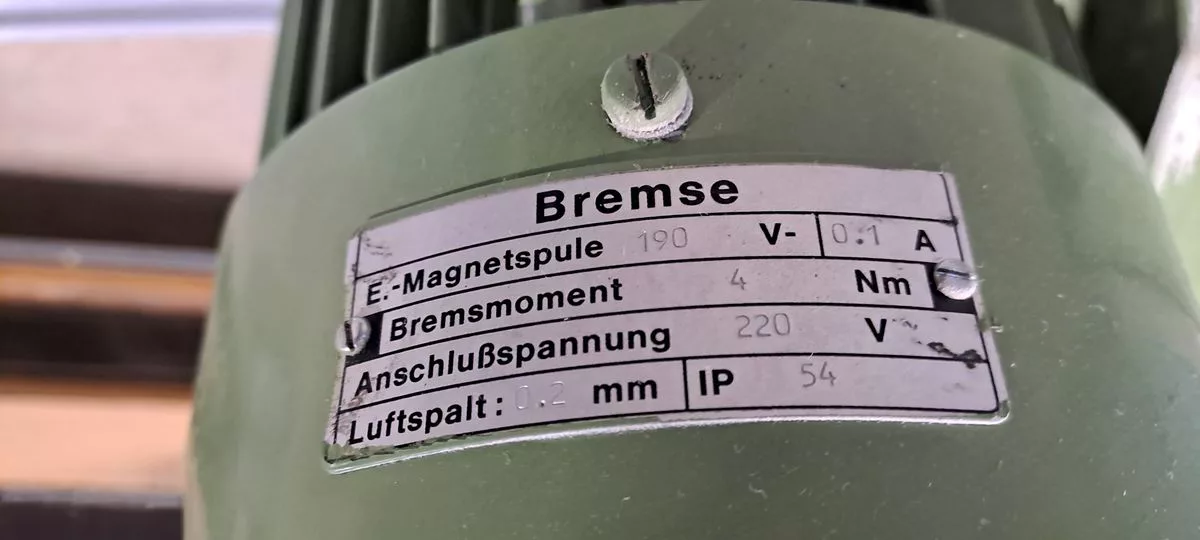 Bremse
E.-Magnetspule 190 V- 0.1 A
Bremsmoment 4 Nm
Anschlußspannung 220 V~
Luftspalt: 0.2 mm IP 54